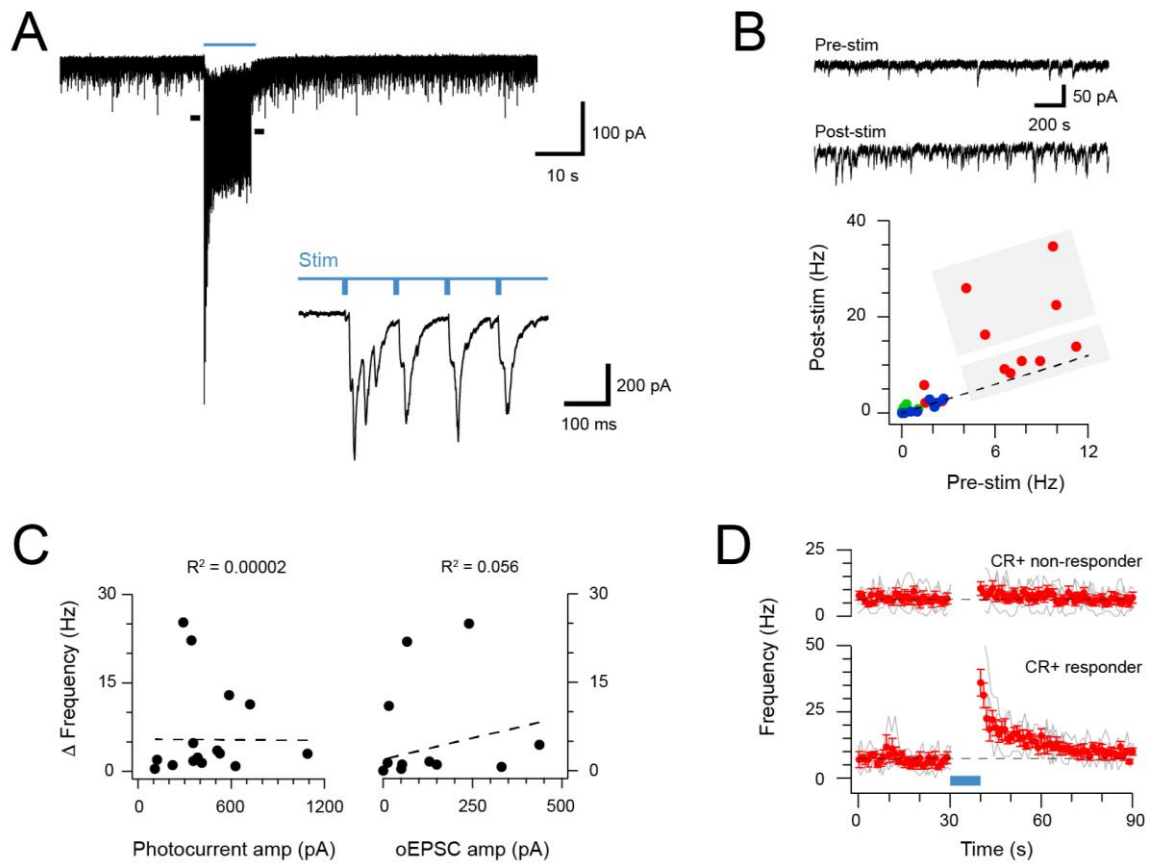 A
100 pA
10 s
Stim
200 pA
100 ms
B
Pre-stim
50 pA
200 s
Post-stim
40
20
0
Post-stim (Hz)
0 6 12
Pre-stim (Hz)
C
R² = 0.00002
30
15
0
Δ Frequency (Hz)
0 600 1200
Photocurrent amp (pA)
R² = 0.056
30
15
0
0 250 500
oEPSC amp (pA)
D
25
0
CR+ non-responder
50
25
0
CR+ responder
Frequency (Hz)
0 30 60 90
Time (s)